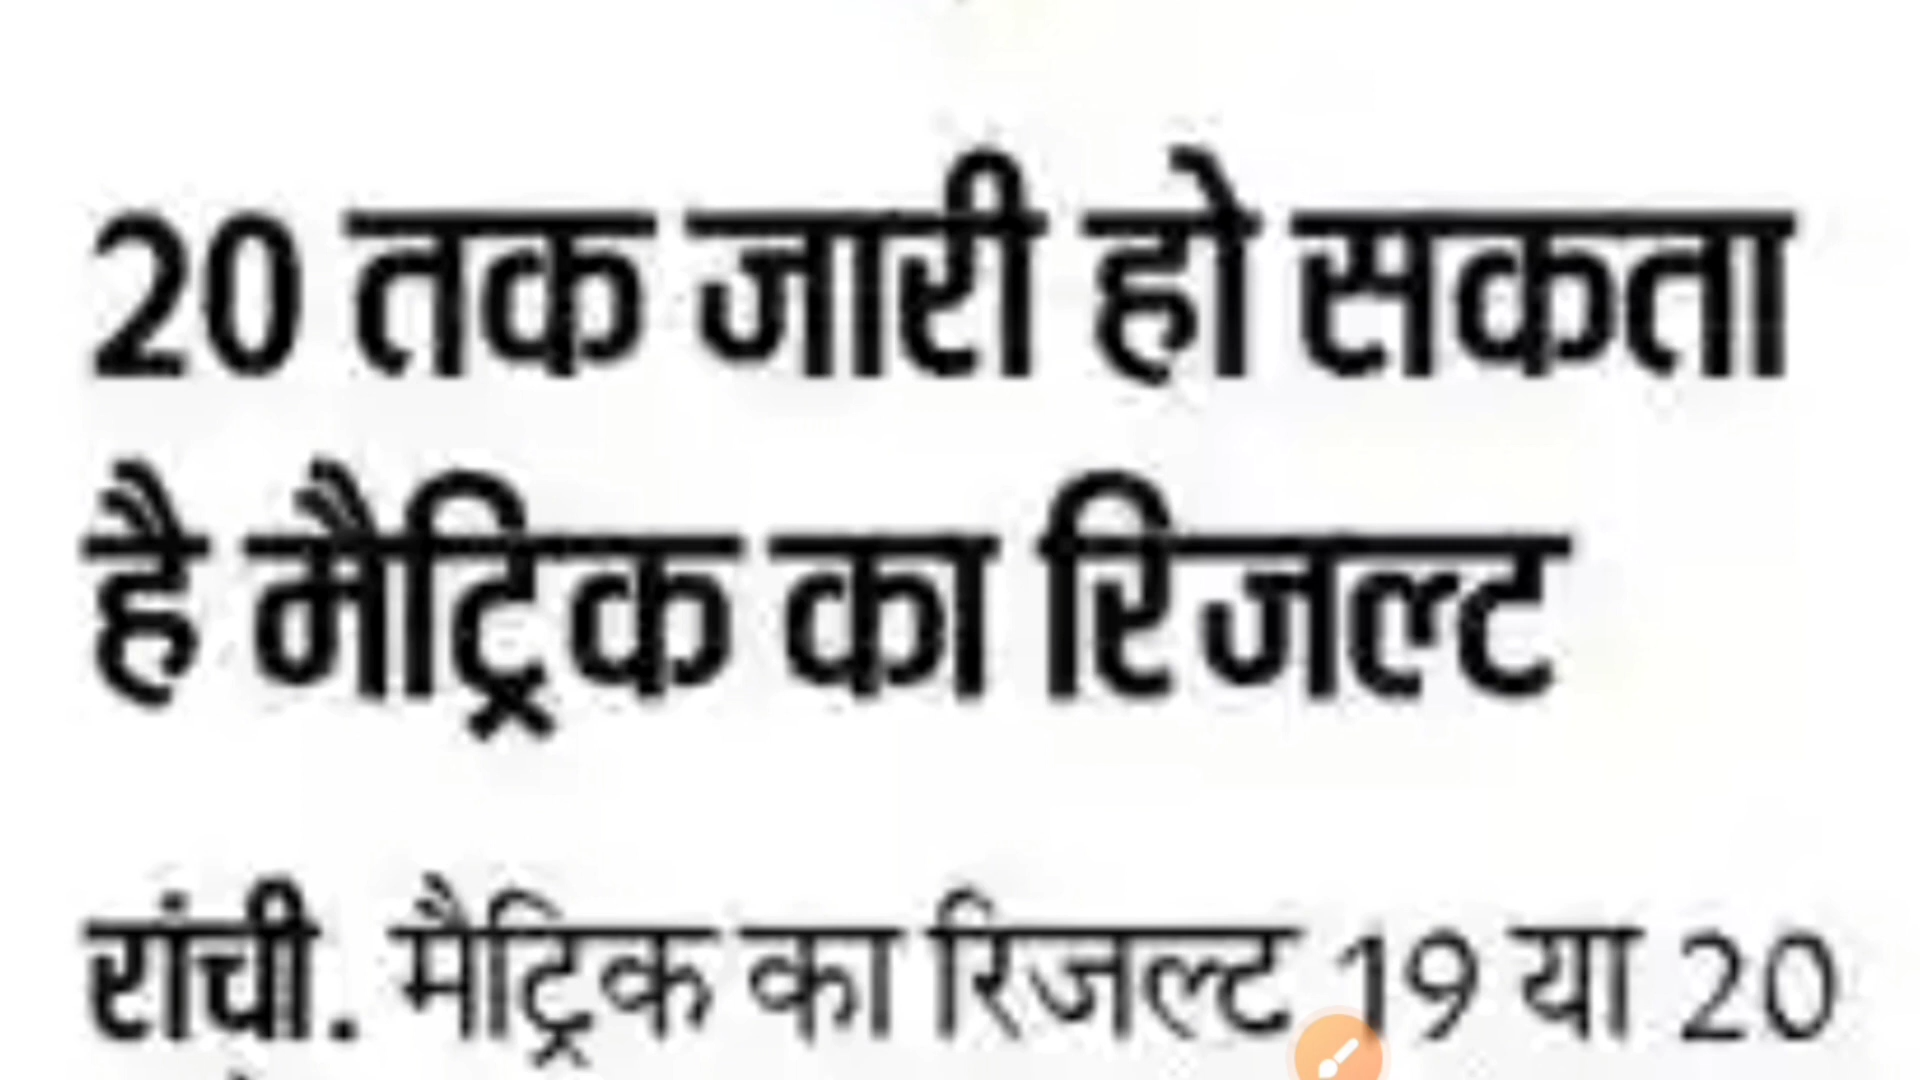 20 तक जारी हो सकता
है मैट्रिक का रिजल्ट
रांची. मैट्रिक का रिजल्ट 19 या 20